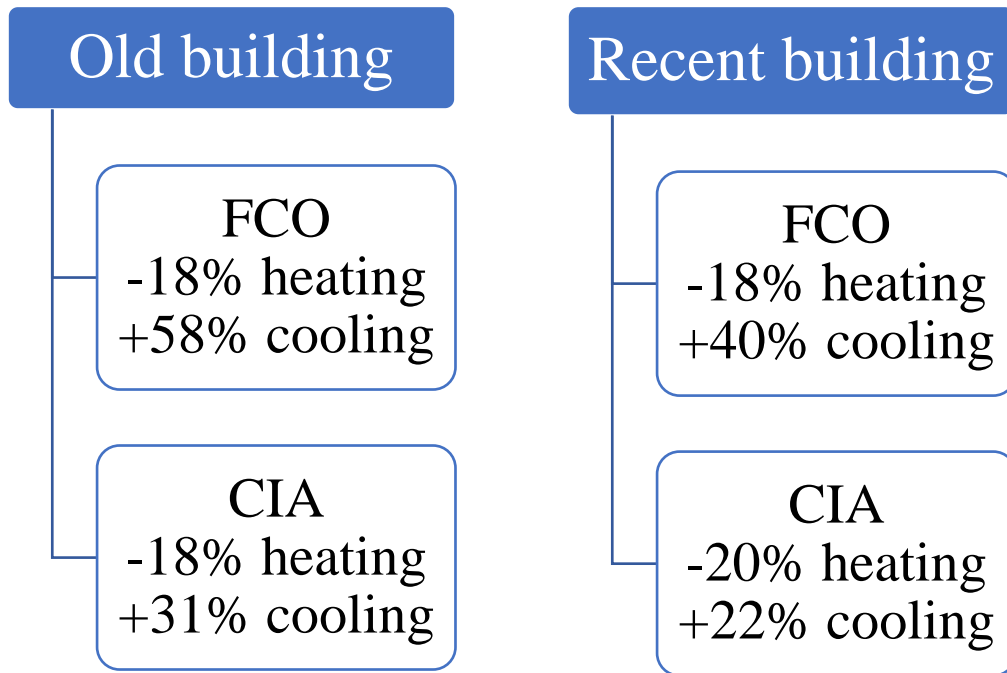 Old building
FCO
-18% heating
+58% cooling
CIA
-18% heating
+31% cooling
Recent building
FCO
-18% heating
+40% cooling
CIA
-20% heating
+22% cooling